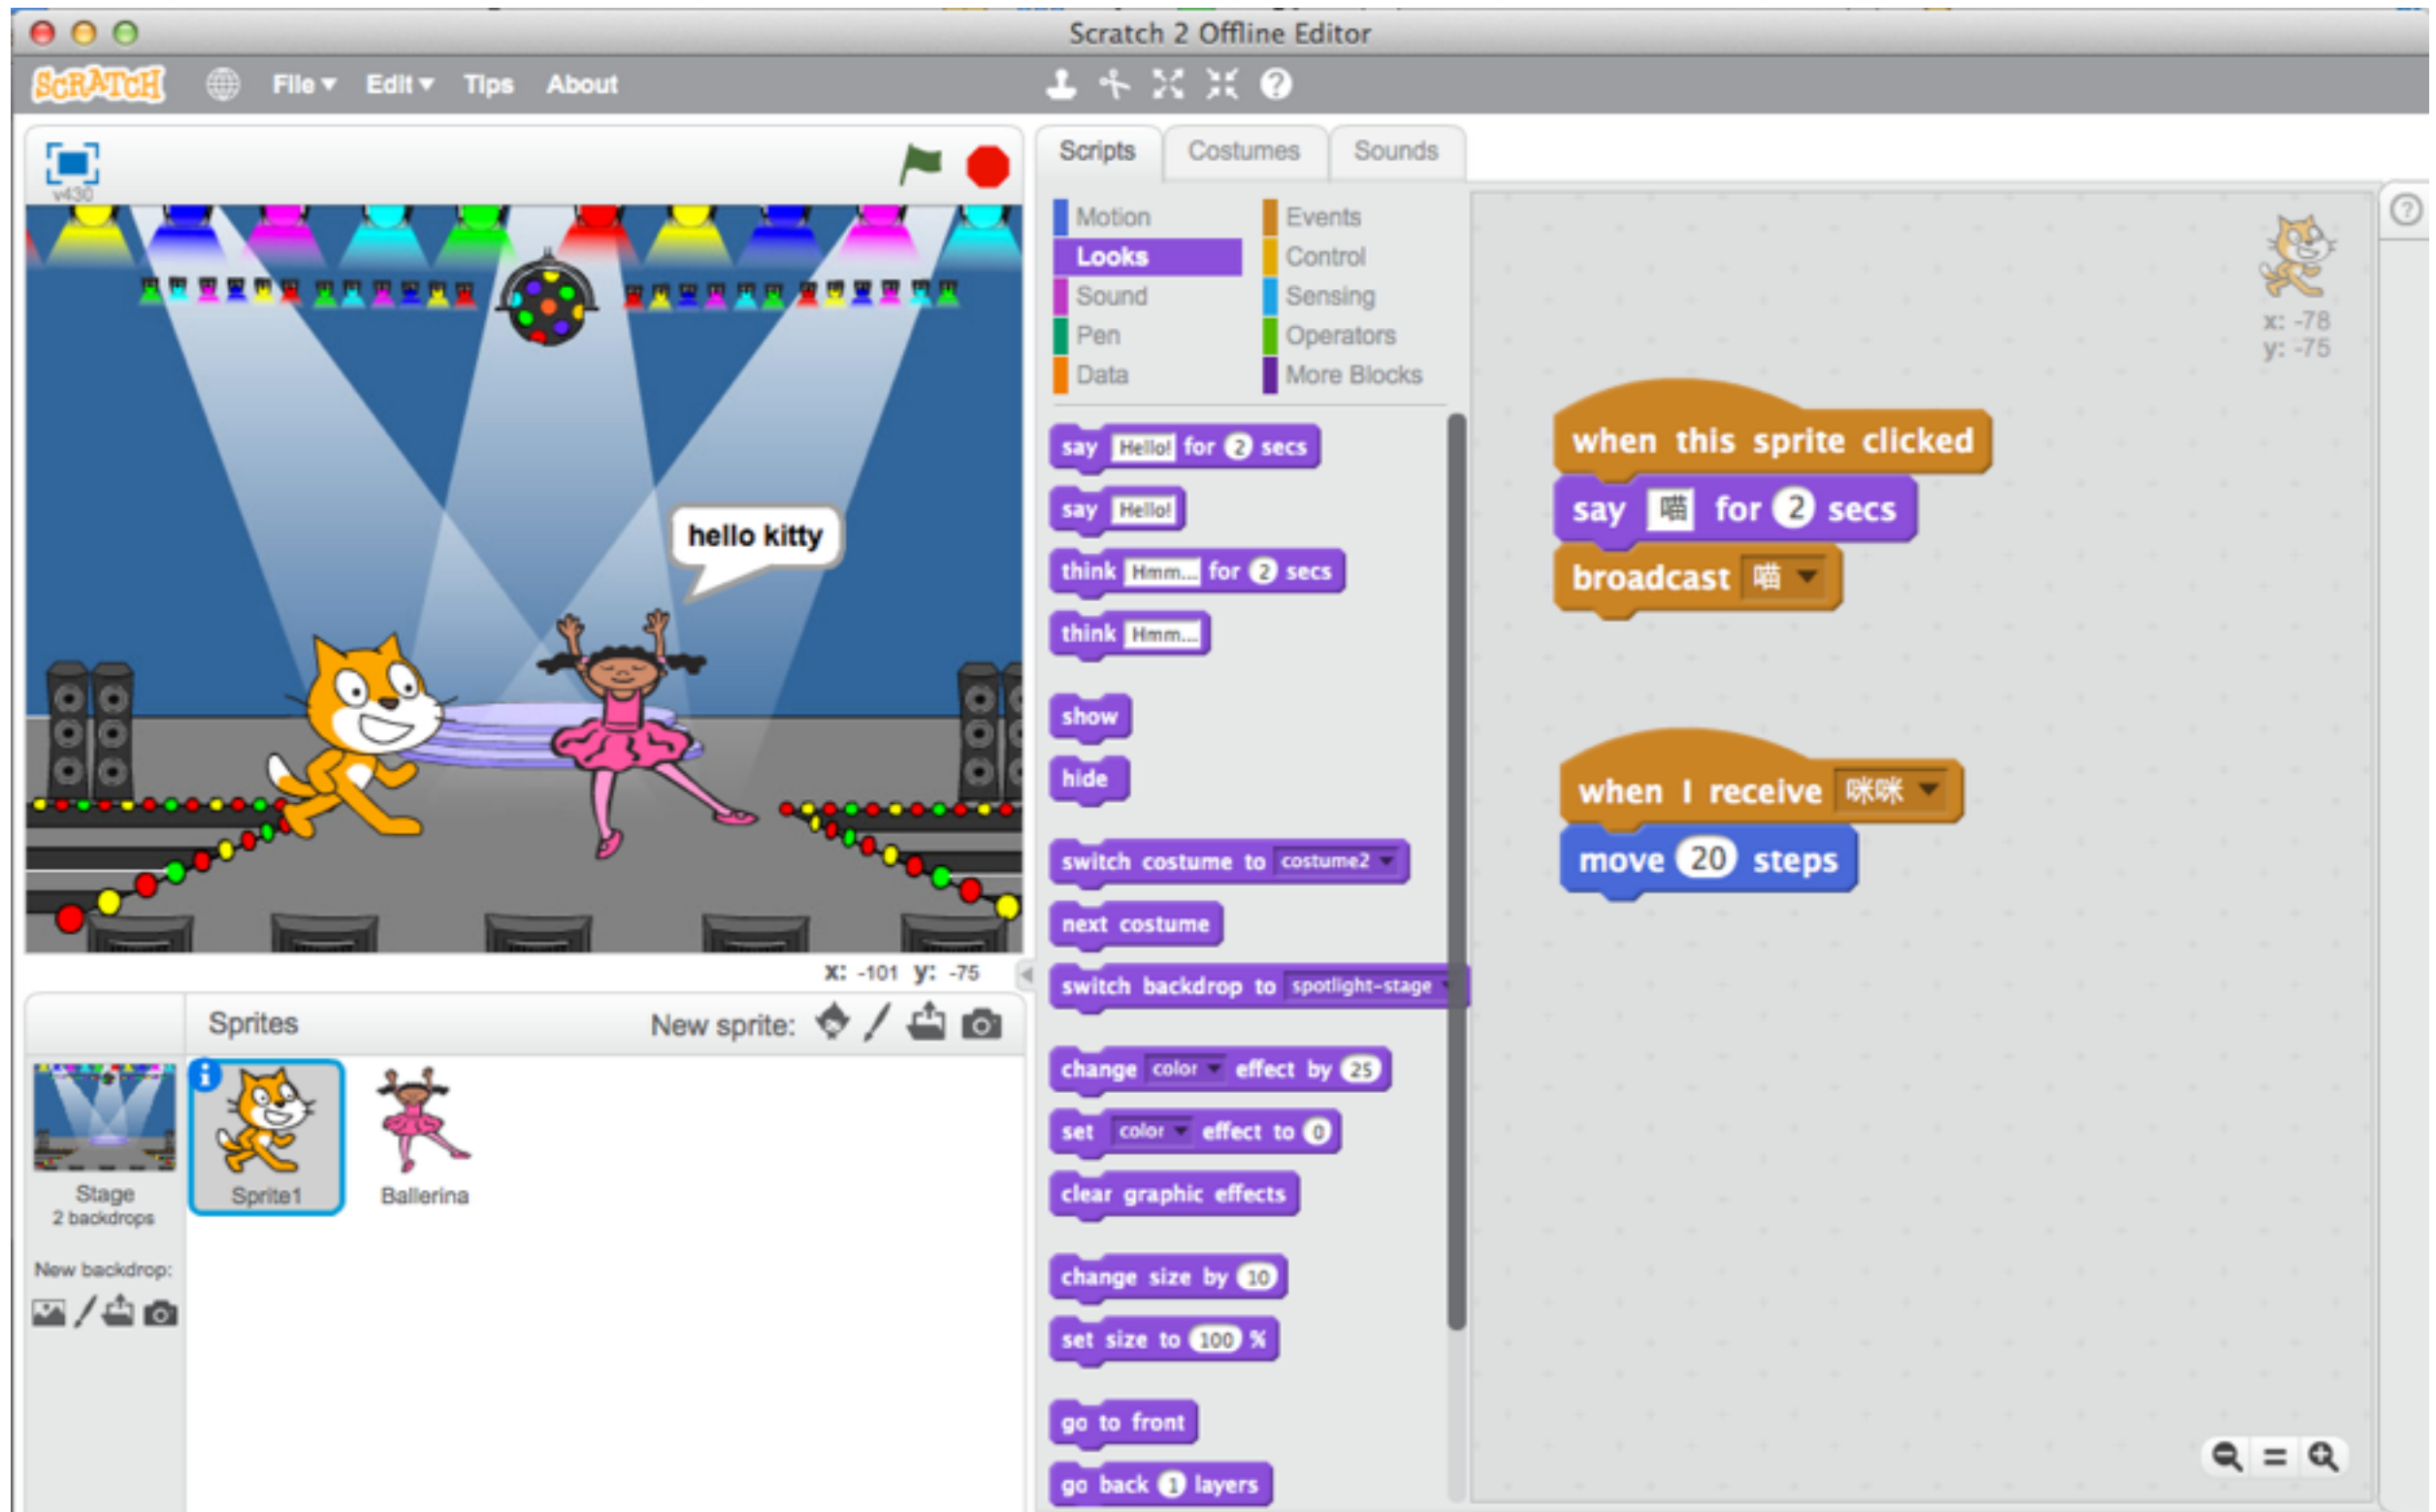 Scratch 2 Offline Editor
SCRATCH File Edit Tips About
v430
hello kitty
x: -101 y: -75
Sprites New sprite:
Stage
2 backdrops
New backdrop:
Sprite1
Ballerina
Scripts Costumes Sounds
Motion Events
Looks Control
Sound Sensing
Pen Operators
Data More Blocks
say Hello! for 2 secs
say Hello!
think Hmm... for 2 secs
think Hmm...
show
hide
switch costume to costume2
next costume
switch backdrop to spotlight-stage
change color effect by 25
set color effect to 0
clear graphic effects
change size by 10
set size to 100 %
go to front
go back 1 layers
x: -78
y: -75
when this sprite clicked
say 喵 for 2 secs
broadcast 喵
when I receive 咪咪
move 20 steps